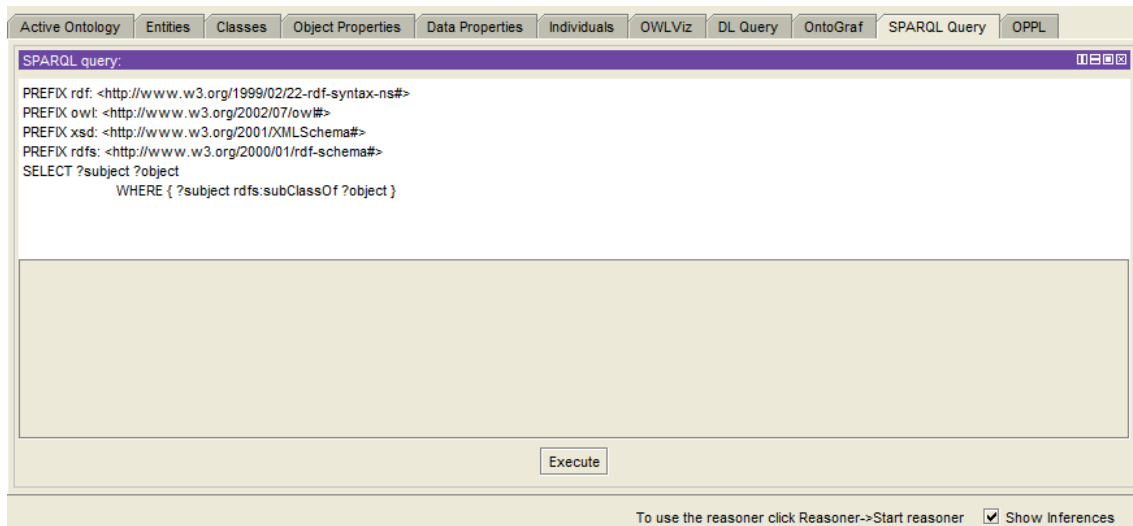 Active Ontology Entities Classes Object Properties Data Properties Individuals OWLViz DL Query OntoGraf SPARQL Query OPPL
SPARQL query:
PREFIX rdf: <http://www.w3.org/1999/02/22-rdf-syntax-ns#>
PREFIX owl: <http://www.w3.org/2002/07/owl#>
PREFIX xsd: <http://www.w3.org/2001/XMLSchema#>
PREFIX rdfs: <http://www.w3.org/2000/01/rdf-schema#>
SELECT ?subject ?object
WHERE { ?subject rdfs:subClassOf ?object }
Execute
To use the reasoner click Reasoner->Start reasoner Show Inferences